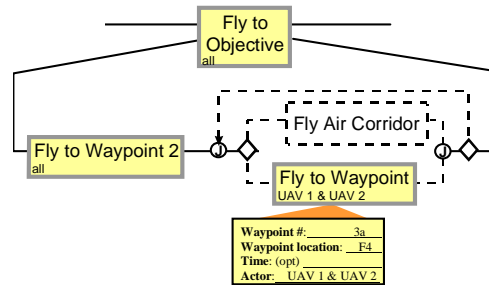 Fly to
Objective
all
Fly to Waypoint 2
all
J
Fly Air Corridor
J
Fly to Waypoint
UAV 1 & UAV 2
Waypoint #: 3a
Waypoint location: F4
Time: (opt)
Actor: UAV 1 & UAV 2